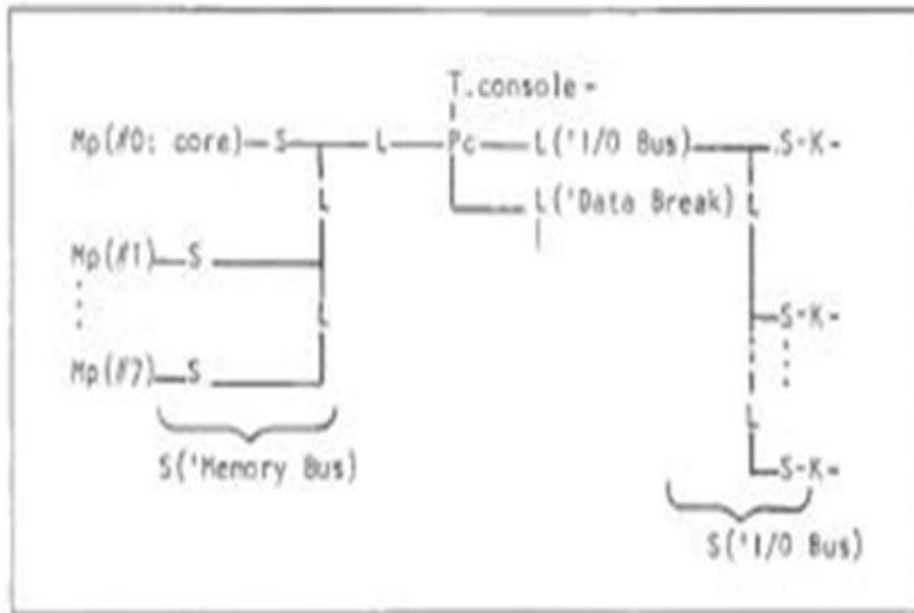 T.console -
Mp(#0: core)—S—L—Pc—L('I/O Bus)—S-K-
L L('Data Break) L
Mp(#1)—S
L S-K-
Mp(#7)—S
L
S('Memory Bus) S-K-
S('I/O Bus)